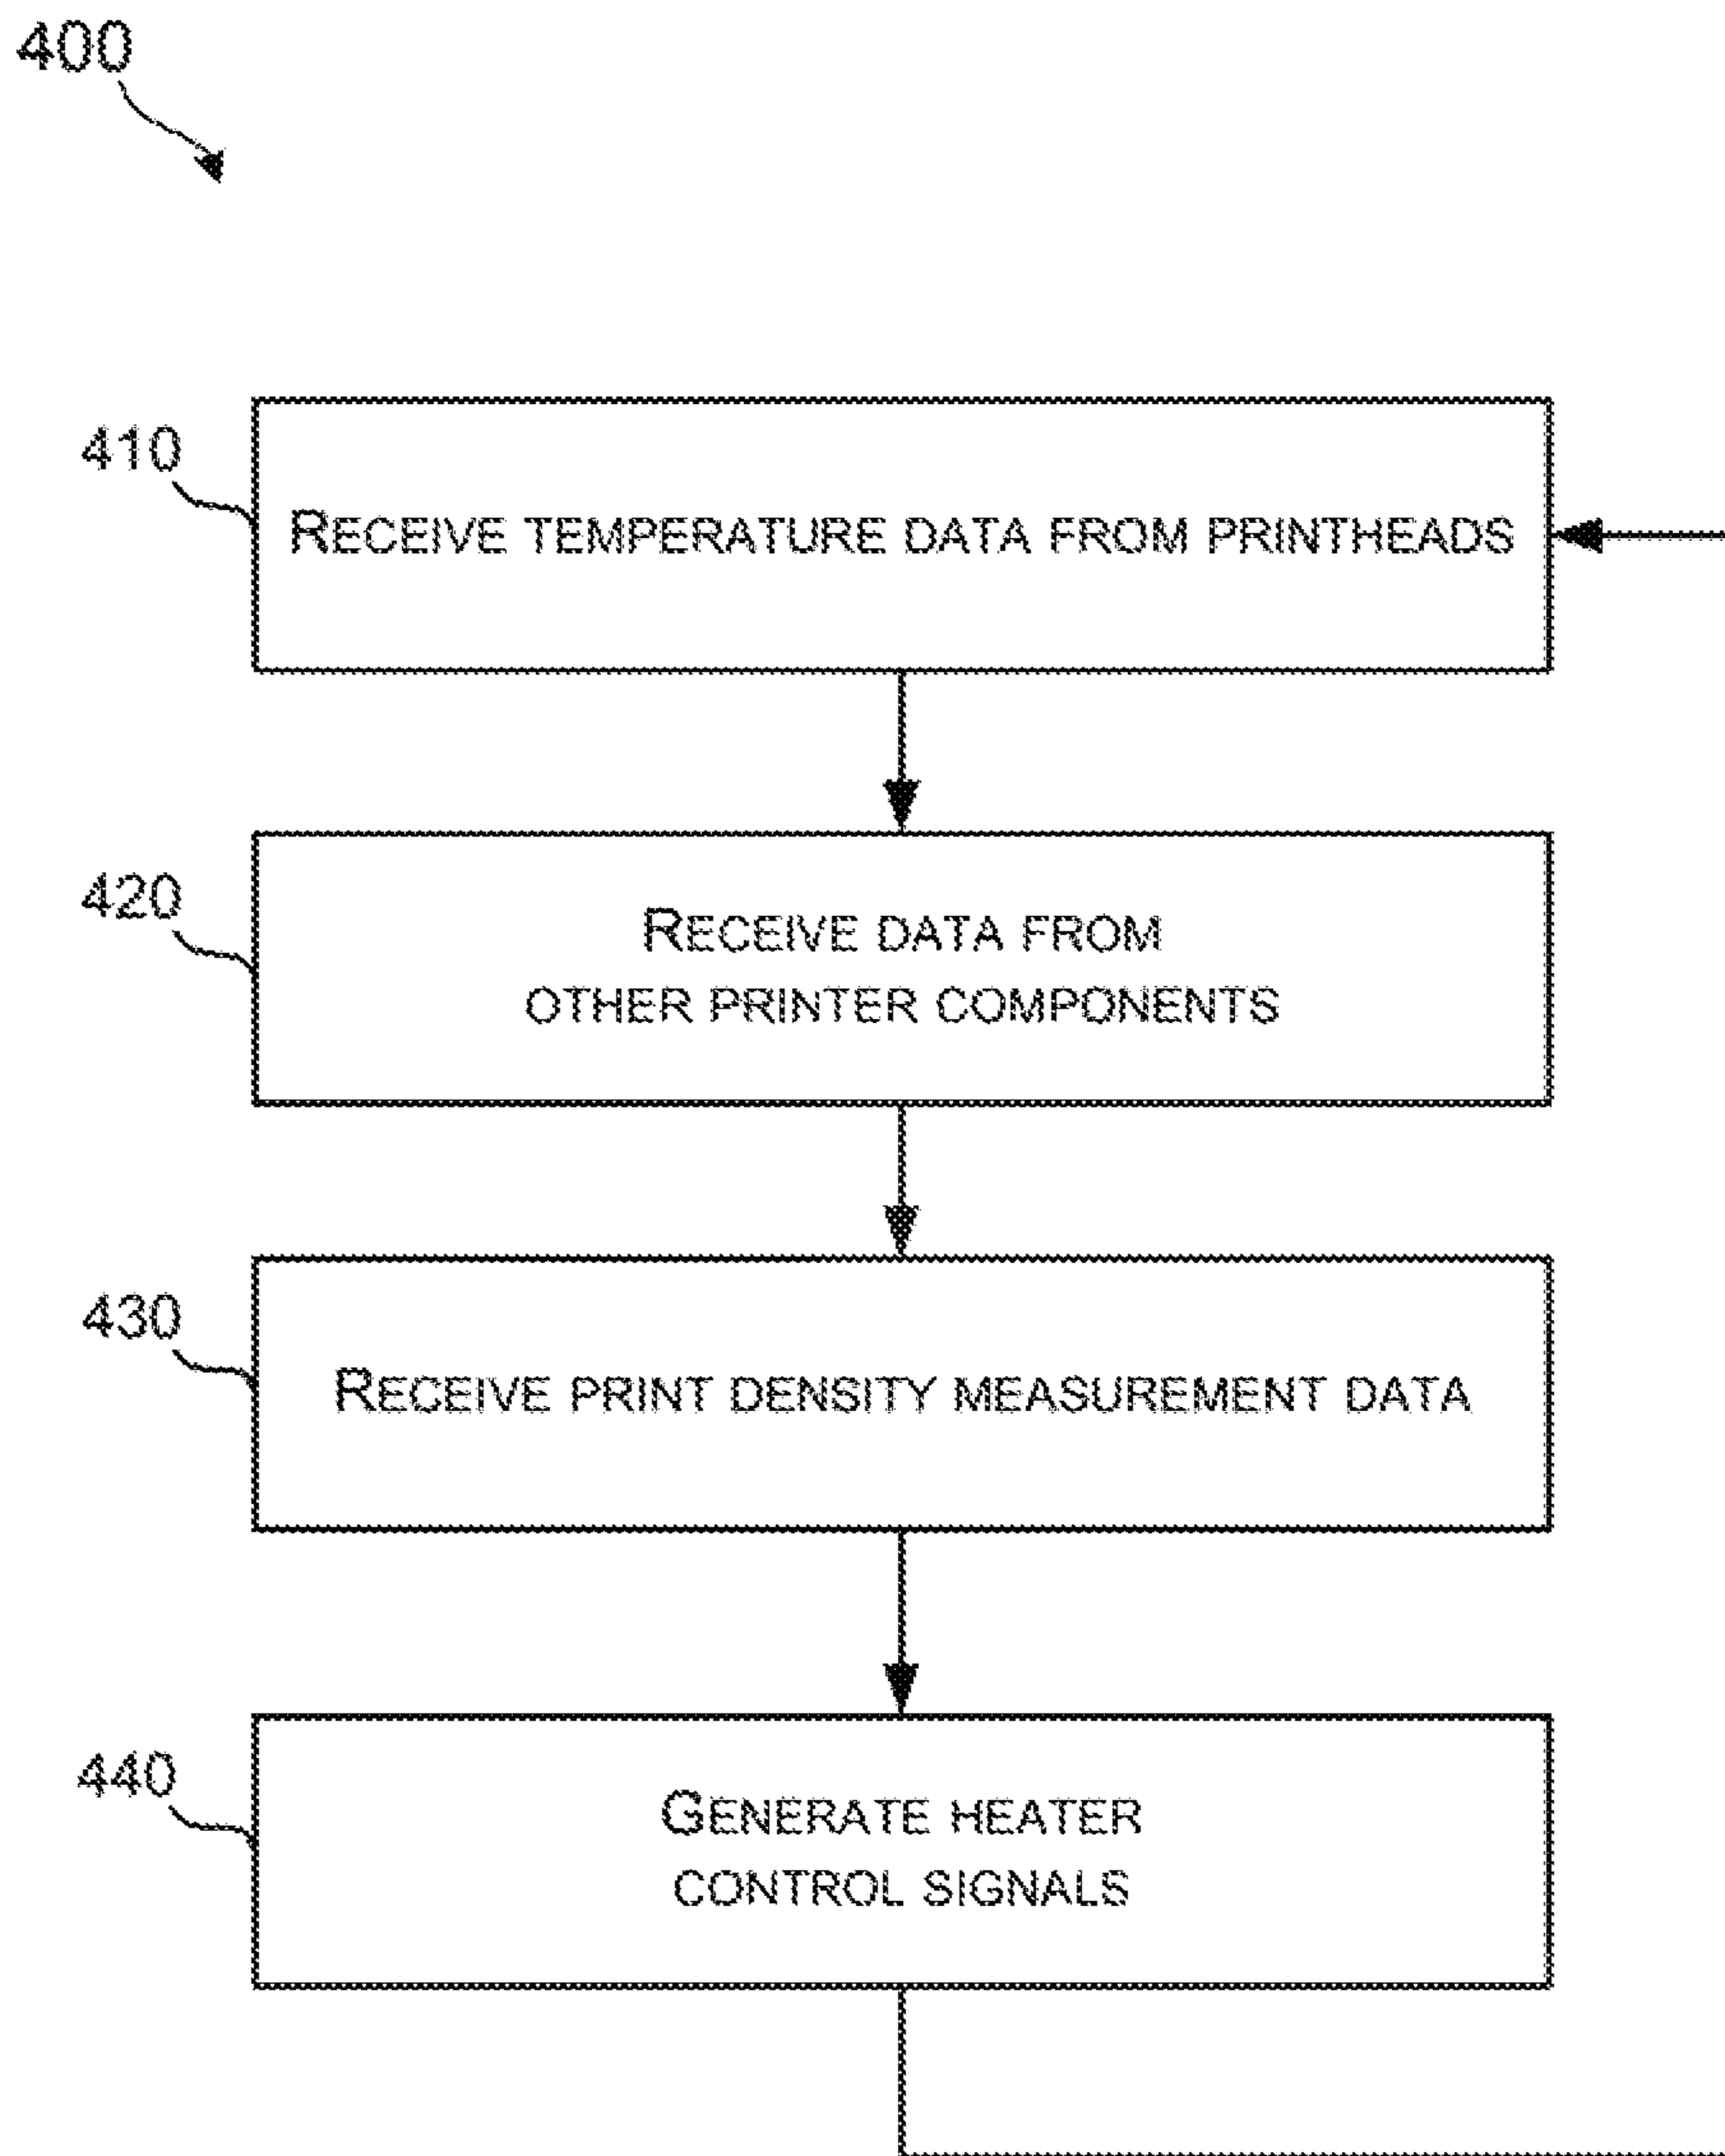 400
410
RECEIVE TEMPERATURE DATA FROM PRINTHEADS
420
RECEIVE DATA FROM
OTHER PRINTER COMPONENTS
430
RECEIVE PRINT DENSITY MEASUREMENT DATA
440
GENERATE HEATER
CONTROL SIGNALS